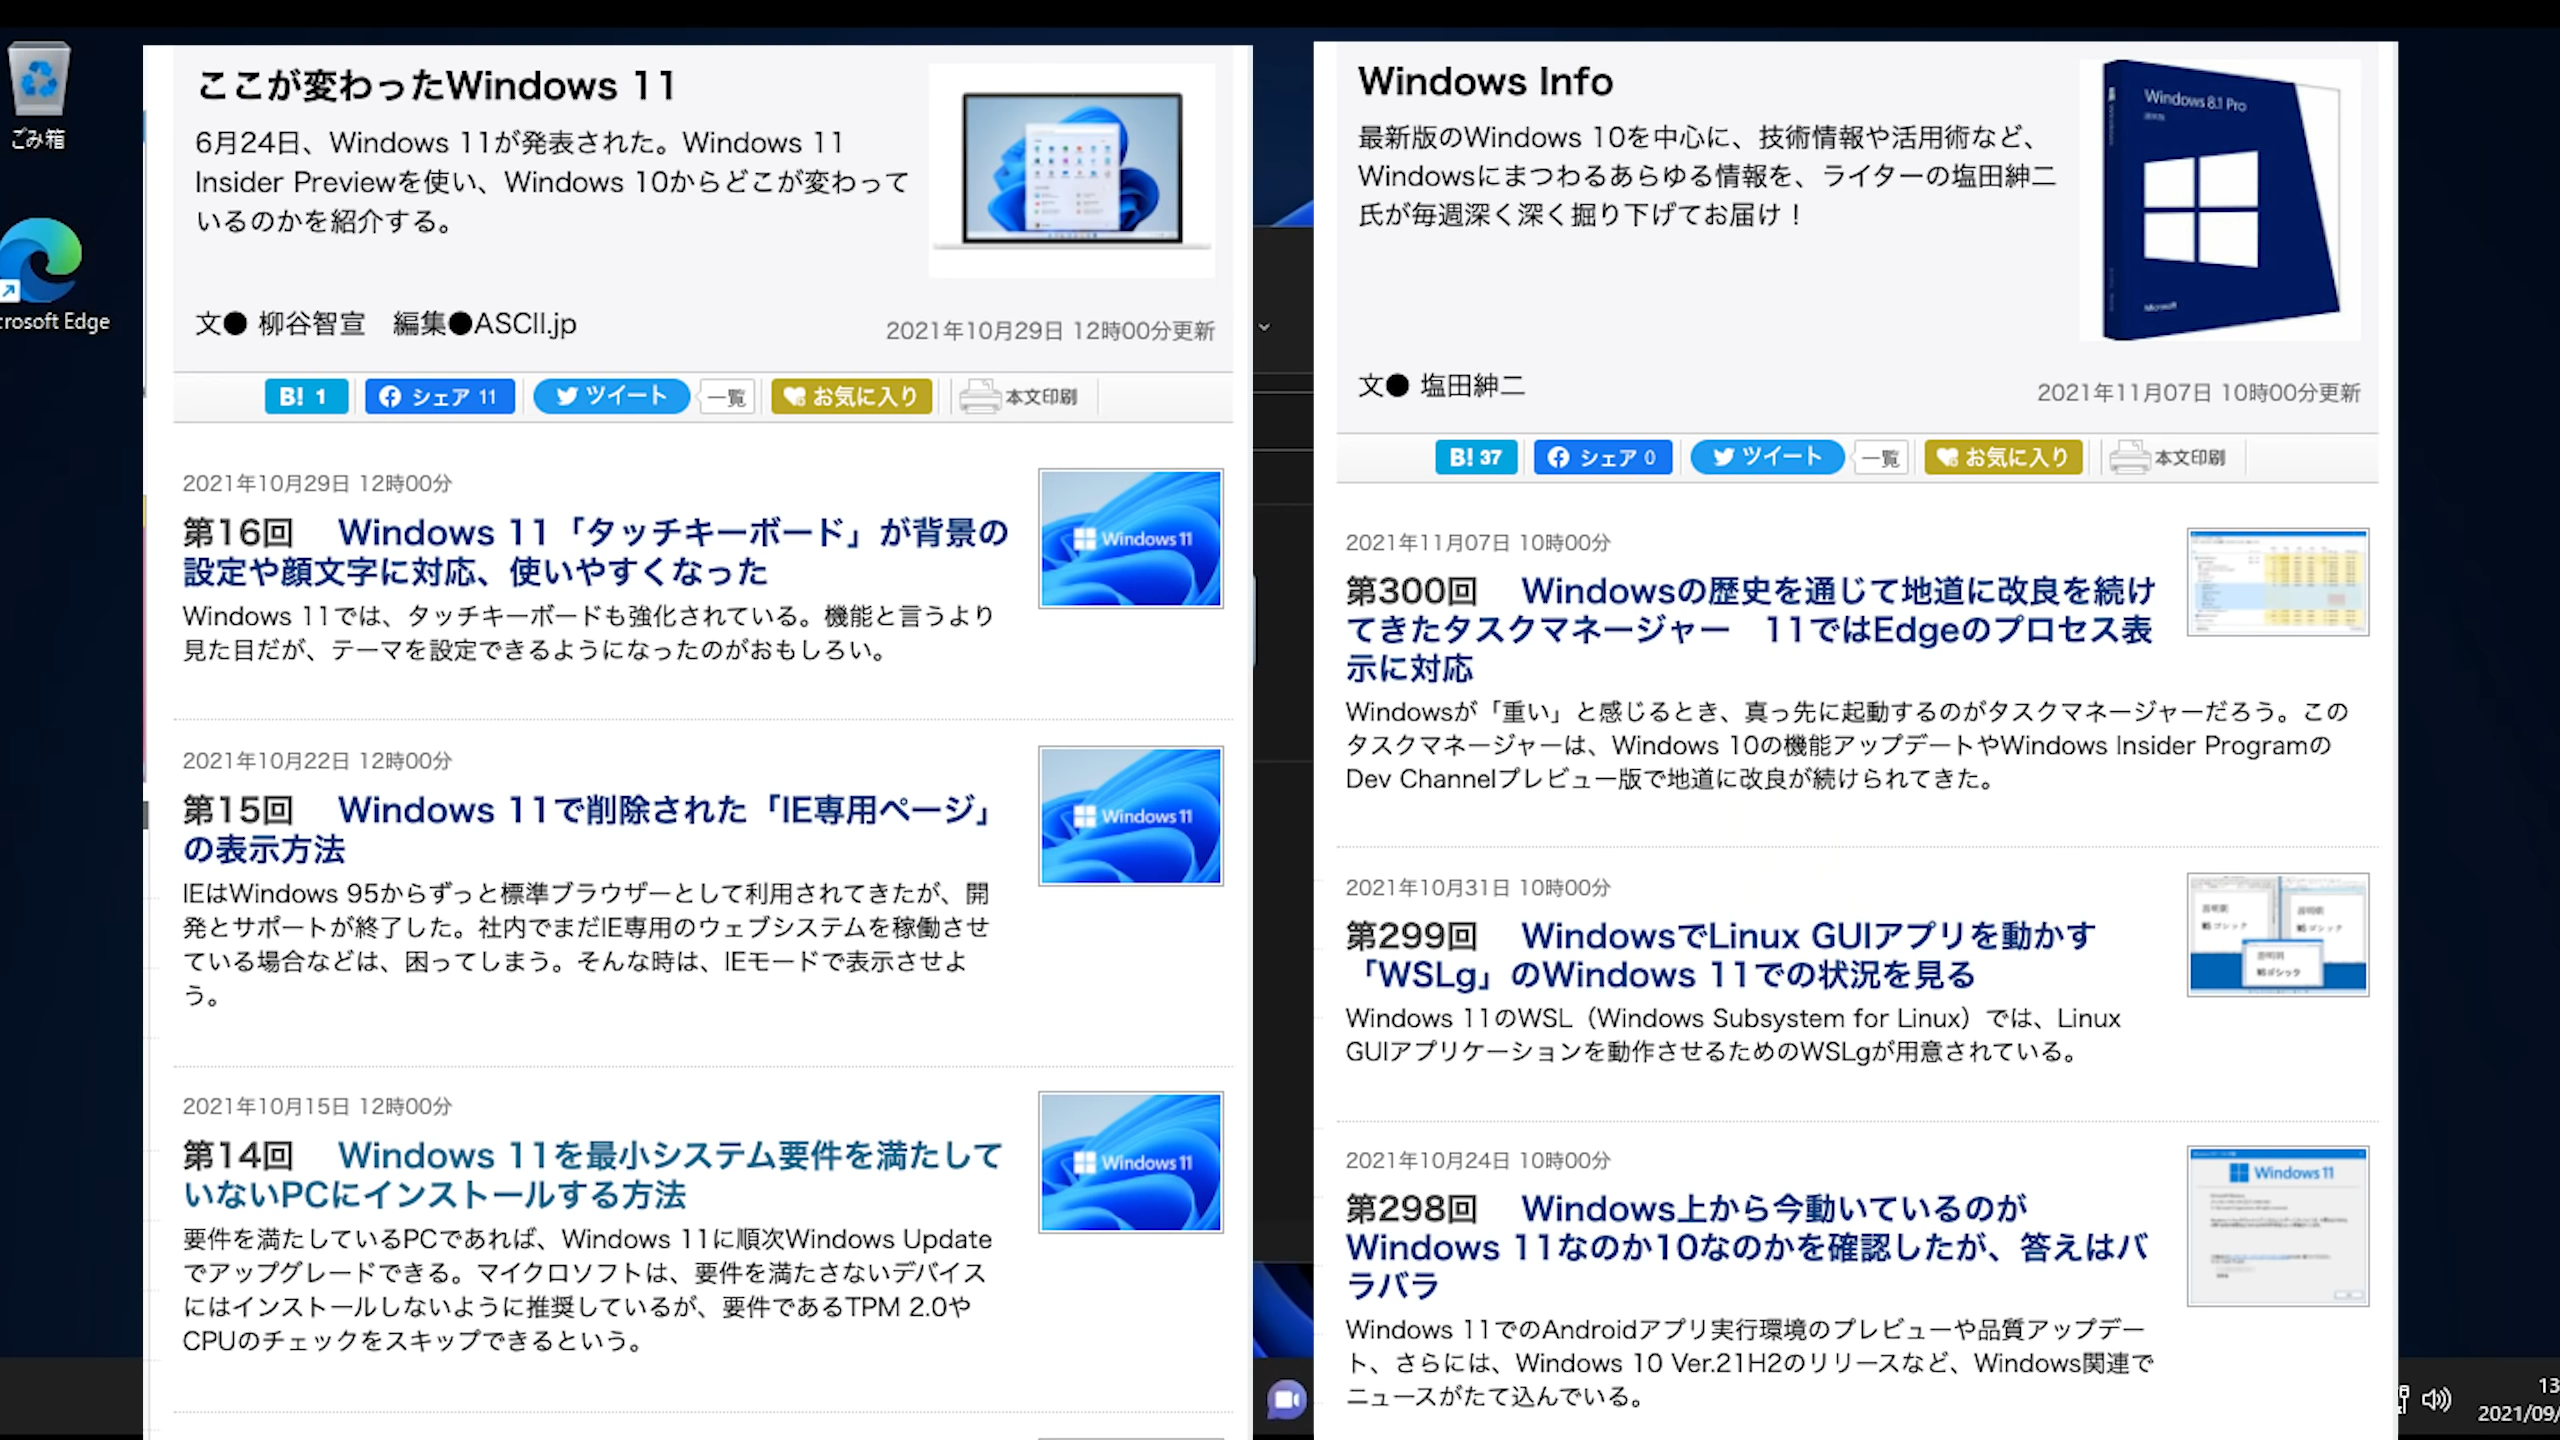 ごみ箱
crosoft Edge
ここが変わったWindows 11
6月24日、Windows 11が発表された。Windows 11
Insider Previewを使い、Windows 10からどこが変わって
いるのかを紹介する。
文● 柳谷智宣　編集●ASCII.jp
2021年10月29日 12時00分更新
B! 1
シェア 11
ツイート
一覧
お気に入り
本文印刷
2021年10月29日 12時00分
第16回　Windows 11「タッチキーボード」が背景の
設定や顔文字に対応、使いやすくなった
Windows 11では、タッチキーボードも強化されている。機能と言うより
見た目だが、テーマを設定できるようになったのがおもしろい。
Windows 11
2021年10月22日 12時00分
第15回　Windows 11で削除された「IE専用ページ」
の表示方法
IEはWindows 95からずっと標準ブラウザーとして利用されてきたが、開
発とサポートが終了した。社内でまだIE専用のウェブシステムを稼働させ
ている場合などは、困ってしまう。そんな時は、IEモードで表示させよ
う。
Windows 11
2021年10月15日 12時00分
第14回　Windows 11を最小システム要件を満たして
いないPCにインストールする方法
要件を満たしているPCであれば、Windows 11に順次Windows Update
でアップグレードできる。マイクロソフトは、要件を満たさないデバイス
にはインストールしないように推奨しているが、要件であるTPM 2.0や
CPUのチェックをスキップできるという。
Windows 11
Windows Info
最新版のWindows 10を中心に、技術情報や活用術など、
Windowsにまつわるあらゆる情報を、ライターの塩田紳二
氏が毎週深く深く掘り下げてお届け！
Windows 8.1 Pro
Microsoft
文● 塩田紳二
2021年11月07日 10時00分更新
B! 37
シェア 0
ツイート
一覧
お気に入り
本文印刷
2021年11月07日 10時00分
第300回　Windowsの歴史を通じて地道に改良を続け
てきたタスクマネージャー　11ではEdgeのプロセス表
示に対応
Windowsが「重い」と感じるとき、真っ先に起動するのがタスクマネージャーだろう。この
タスクマネージャーは、Windows 10の機能アップデートやWindows Insider Programの
Dev Channelプレビュー版で地道に改良が続けられてきた。
2021年10月31日 10時00分
第299回　WindowsでLinux GUIアプリを動かす
「WSLg」のWindows 11での状況を見る
Windows 11のWSL（Windows Subsystem for Linux）では、Linux
GUIアプリケーションを動作させるためのWSLgが用意されている。
2021年10月24日 10時00分
第298回　Windows上から今動いているのが
Windows 11なのか10なのかを確認したが、答えはバ
ラバラ
Windows 11でのAndroidアプリ実行環境のプレビューや品質アップデー
ト、さらには、Windows 10 Ver.21H2のリリースなど、Windows関連で
ニュースがたて込んでいる。
Windows 11
13
2021/09/